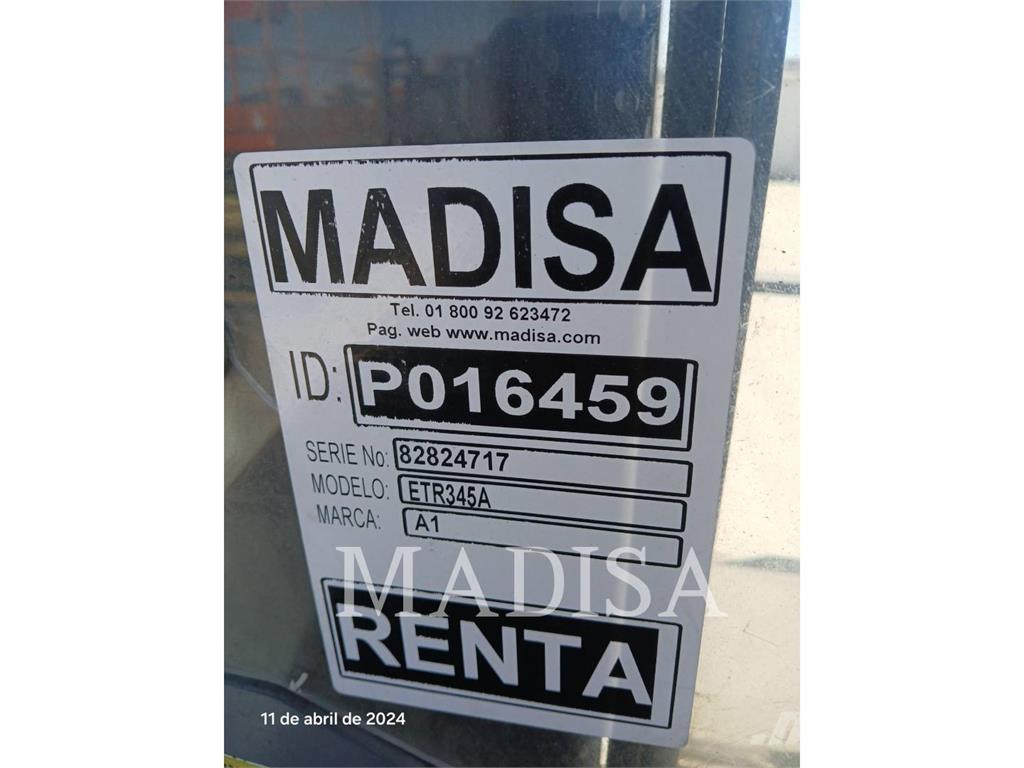 MADISA
Tel. 01 800 92 623472
Pag. web www.madisa.com
ID: P016459
SERIE No: 82824717
MODELO: ETR345A
MARCA: A1
MADISA
RENTA
11 de abril de 2024